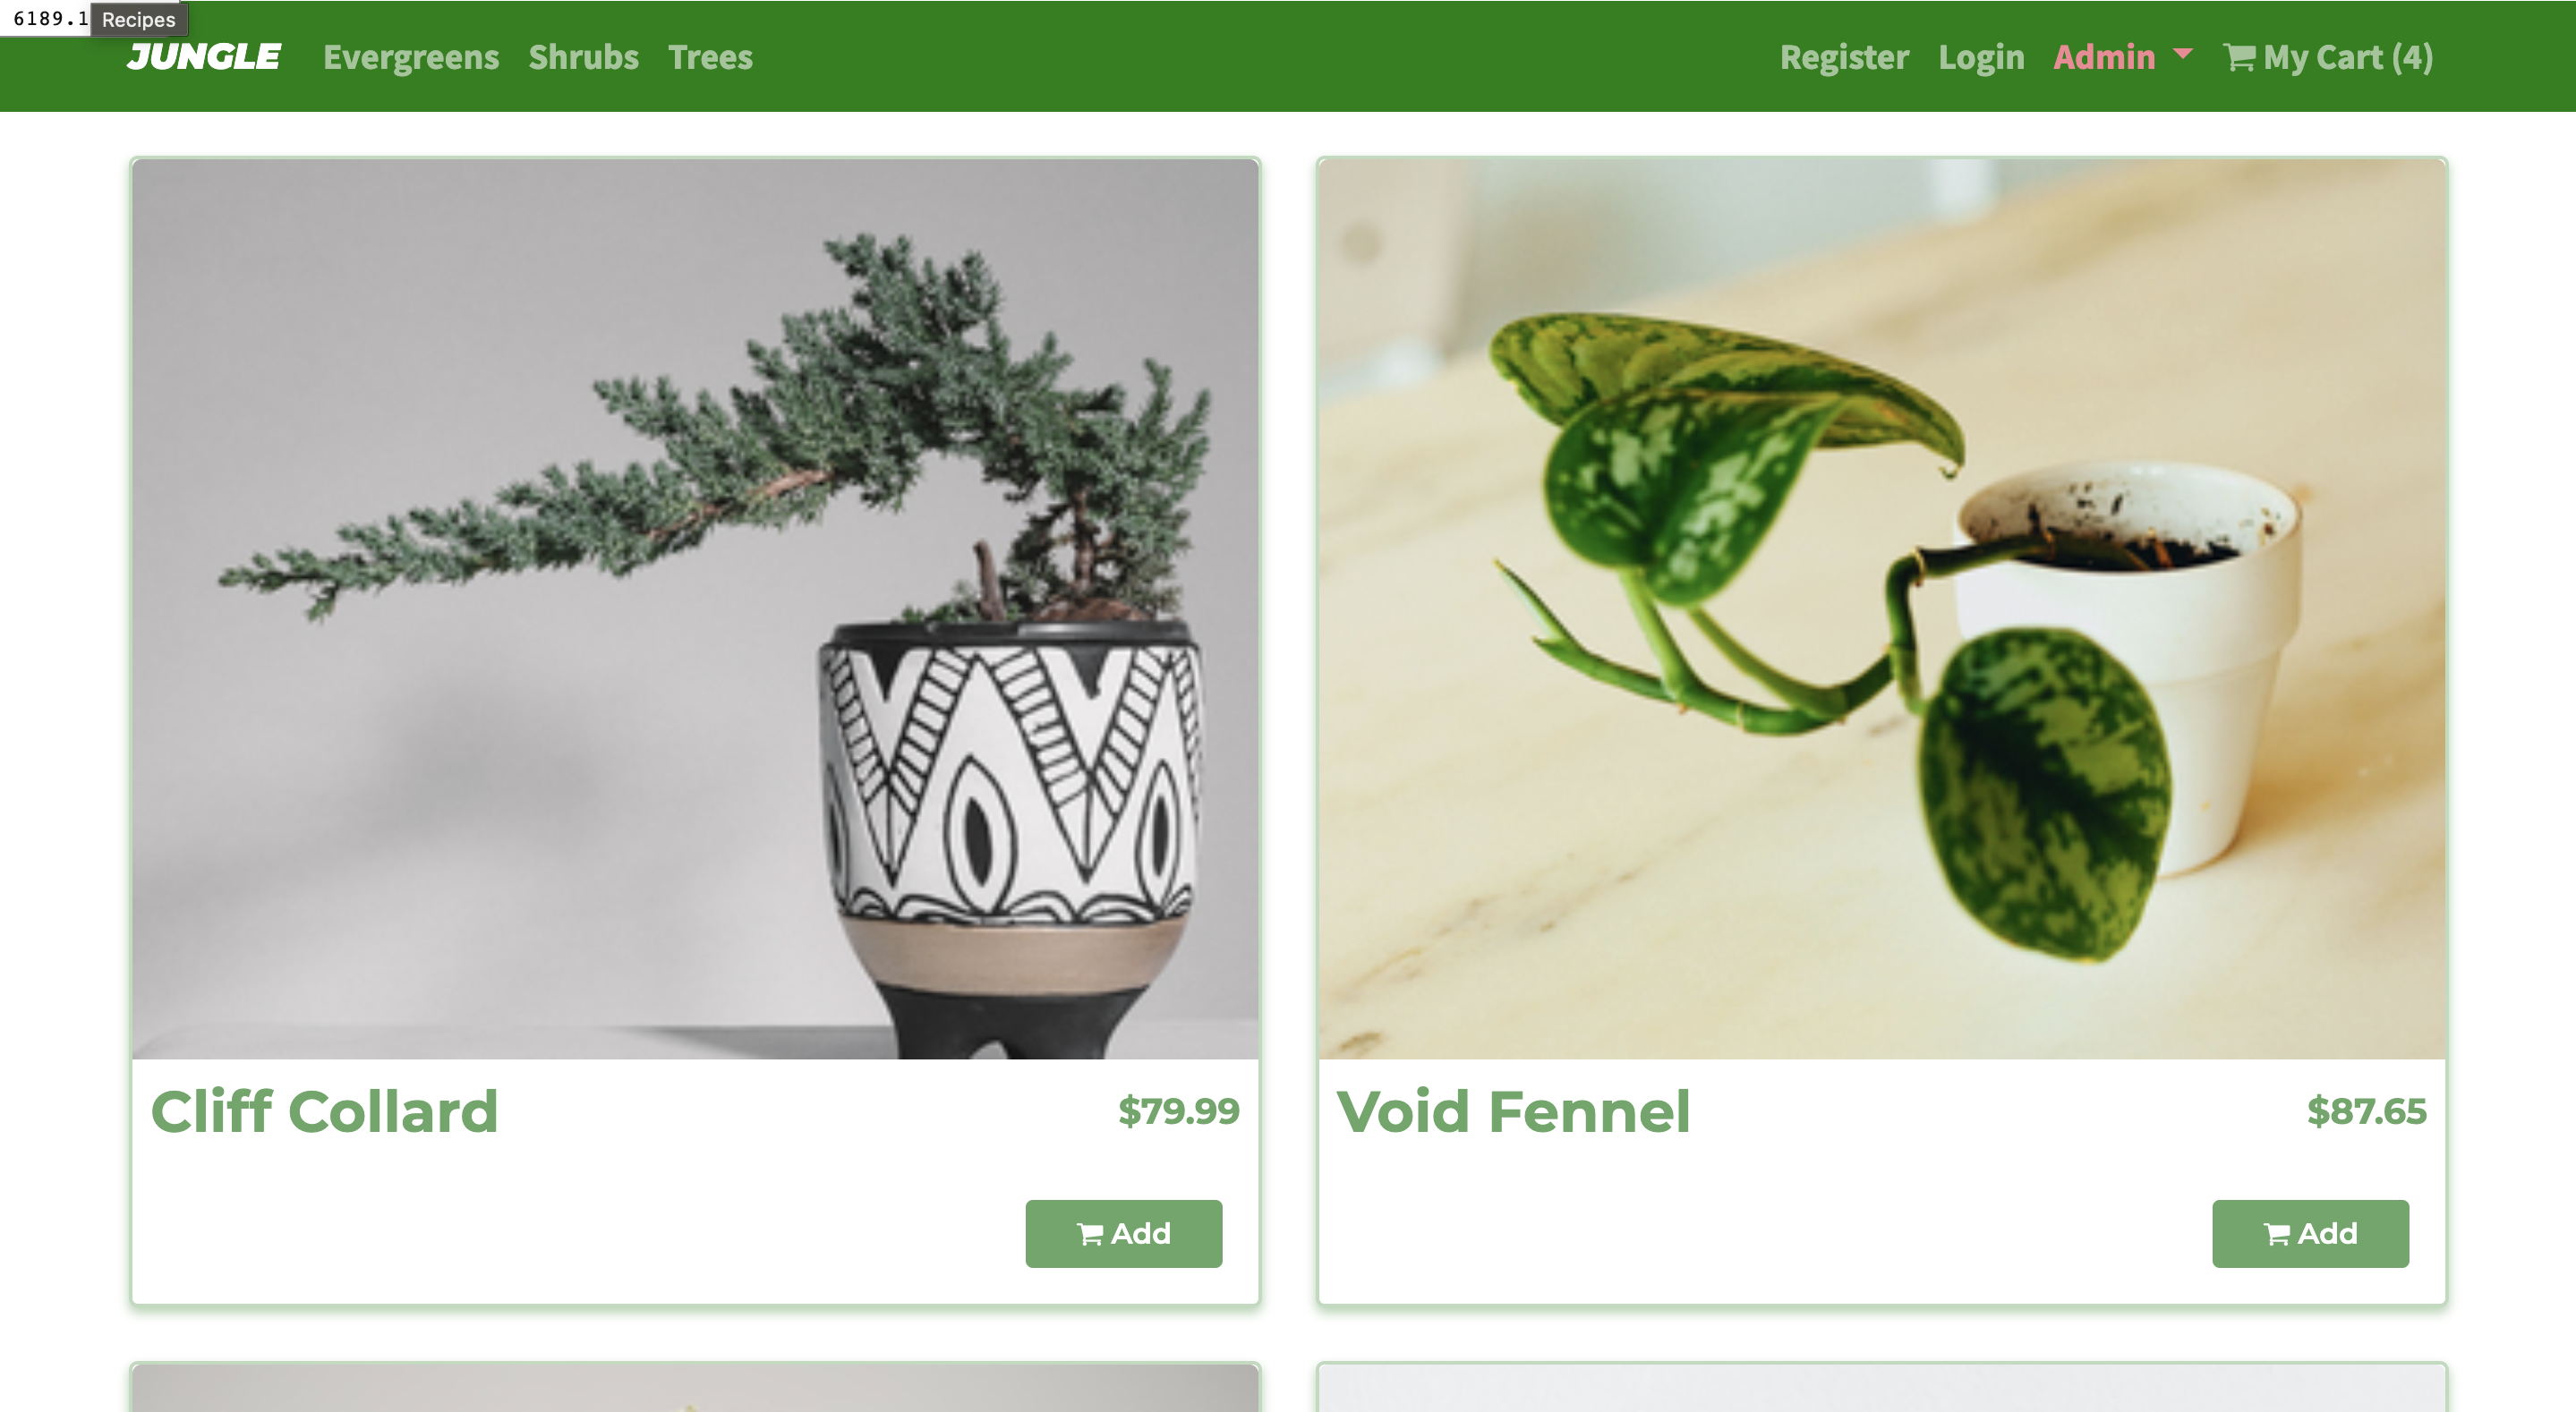 6189.1
Recipes
JUNGLE Evergreens Shrubs Trees Register Login Admin My Cart (4)
Cliff Collard $79.99
Void Fennel $87.65
Add
Add